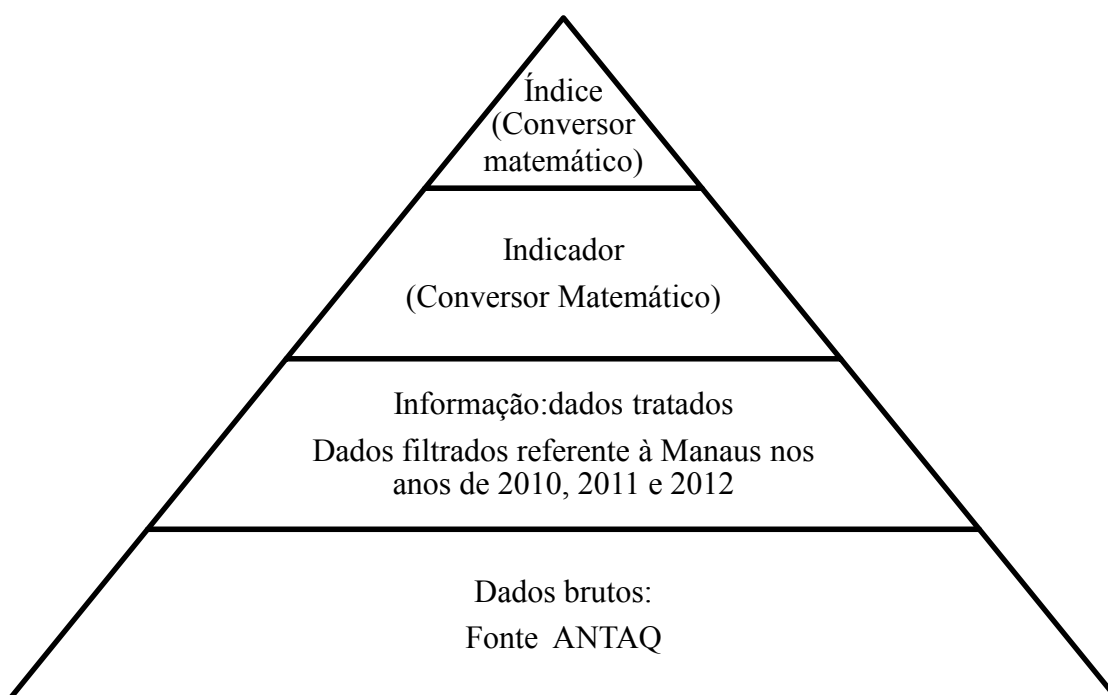 Índice
(Conversor
matemático)
Indicador
(Conversor Matemático)
Informação:dados tratados
Dados filtrados referente à Manaus nos
anos de 2010, 2011 e 2012
Dados brutos:
Fonte ANTAQ